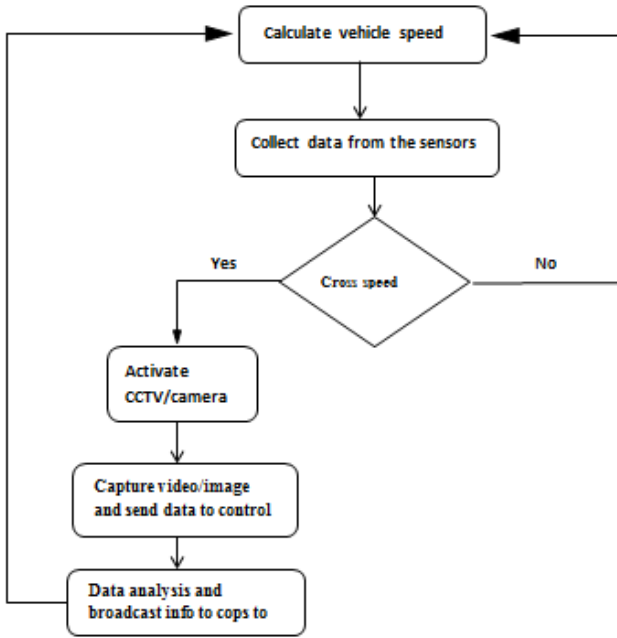 Calculate vehicle speed
Collect data from the sensors
Yes
No
Cross speed
Activate
CCTV/camera
Capture video/image
and send data to control
Data analysis and
broadcast info to cops to